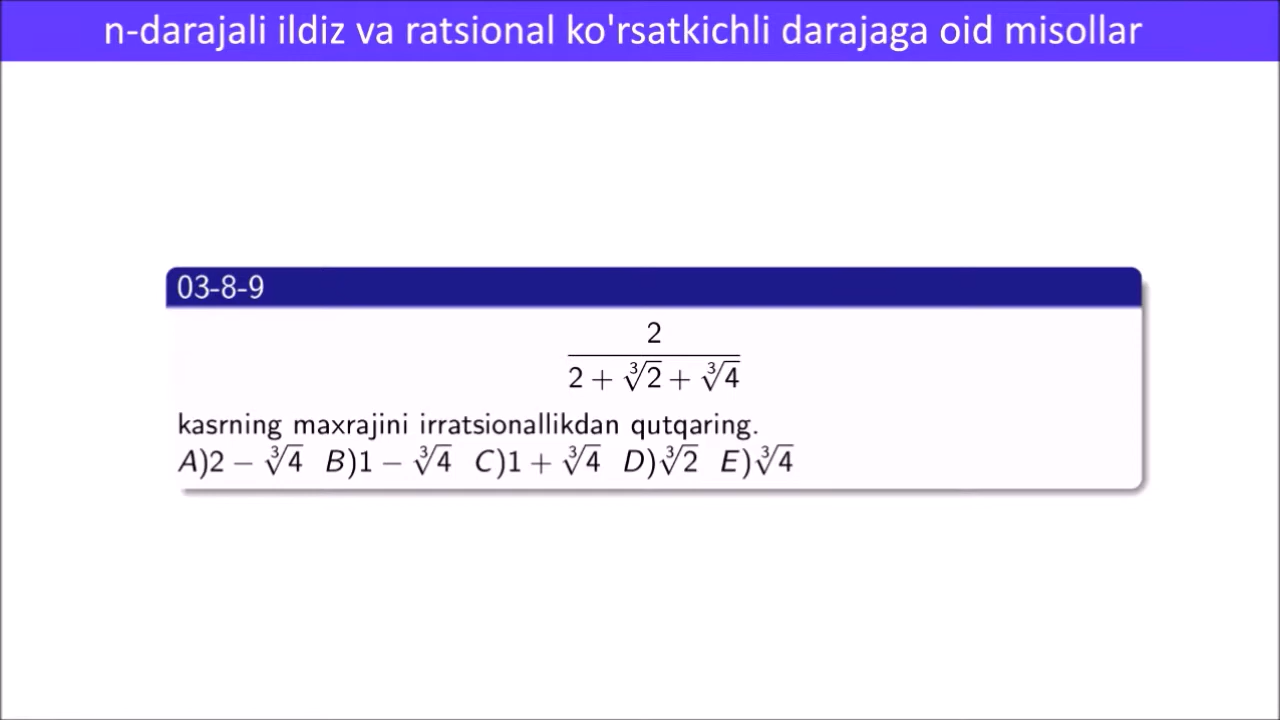 n-darajali ildiz va ratsional ko'rsatkichli darajaga oid misollar
03-8-9
2
2 + ∛2 + ∛4
kasrning maxrajini irratsionallikdan qutqaring.
A)2 − ∛4 B)1 − ∛4 C)1 + ∛4 D)∛2 E)∛4